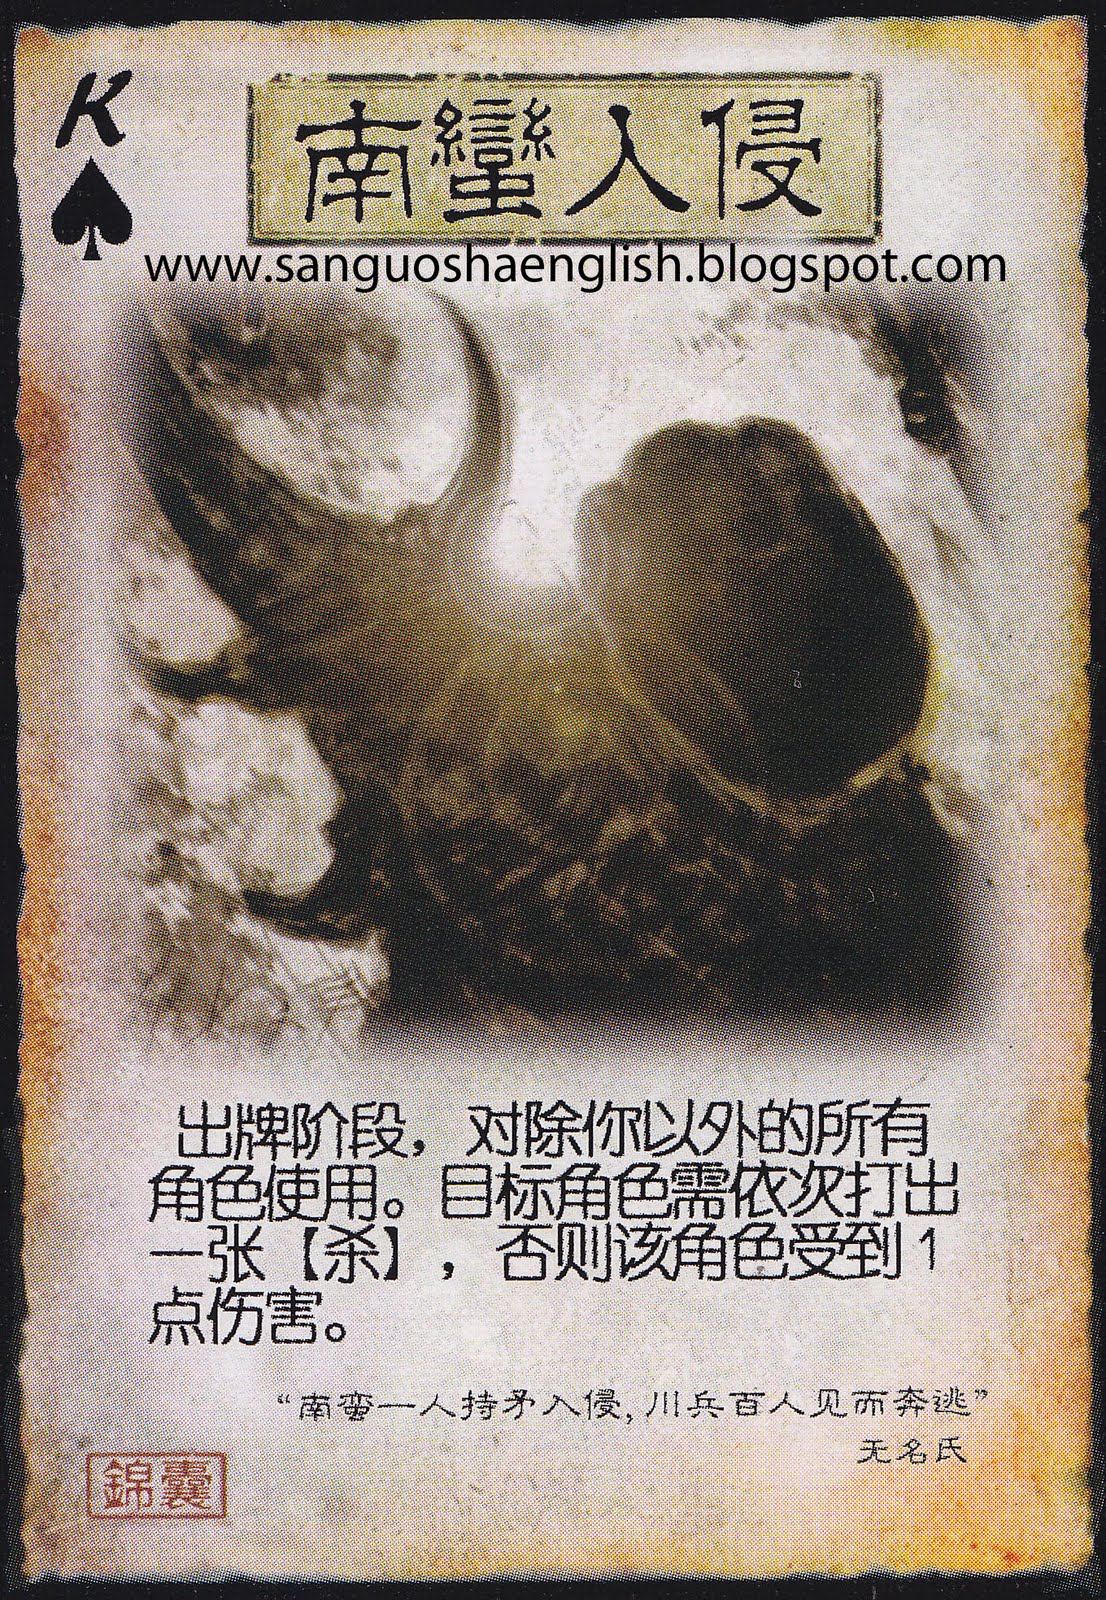 K
南蠻入侵
www.sanguoshaenglish.blogspot.com
出牌阶段，对除你以外的所有
角色使用。目标角色需依次打出
一张【杀】，否则该角色受到1
点伤害。
“南蛮一人持矛入侵，川兵百人见而奔逃”
无名氏
錦囊